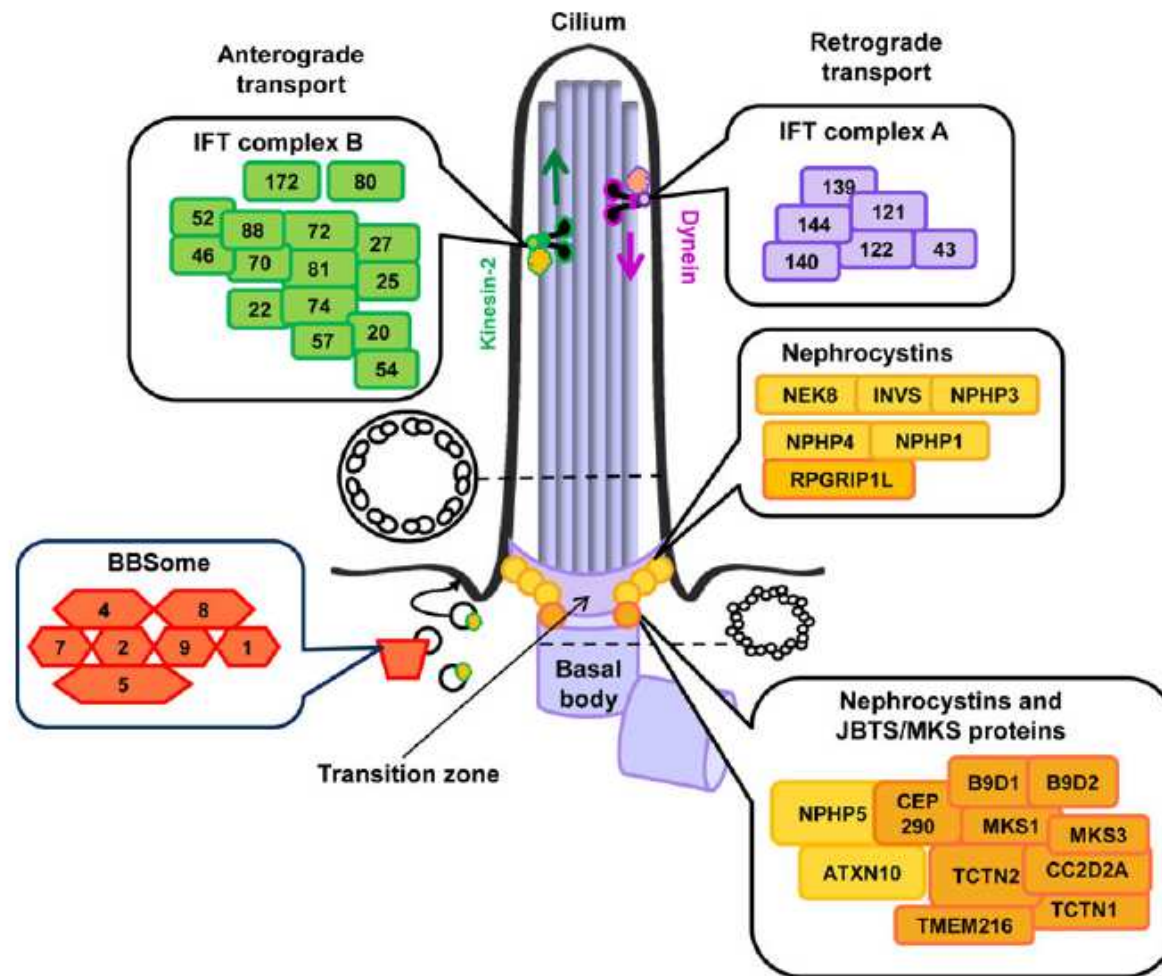 Cilium
Anterograde
transport
Retrograde
transport
IFT complex B
172 80
52 88 72 27
46 70 81 25
22 74
57 20
54
Kinesin-2
Dynein
IFT complex A
139
144 121
140 122 43
Nephrocystins
NEK8 INVS NPHP3
NPHP4 NPHP1
RPGRIP1L
BBSome
4 8
7 2 9 1
5
Basal
body
Transition zone
Nephrocystins and
JBTS/MKS proteins
B9D1 B9D2
NPHP5 CEP
290 MKS1 MKS3
ATXN10 TCTN2 CC2D2A
TCTN1
TMEM216